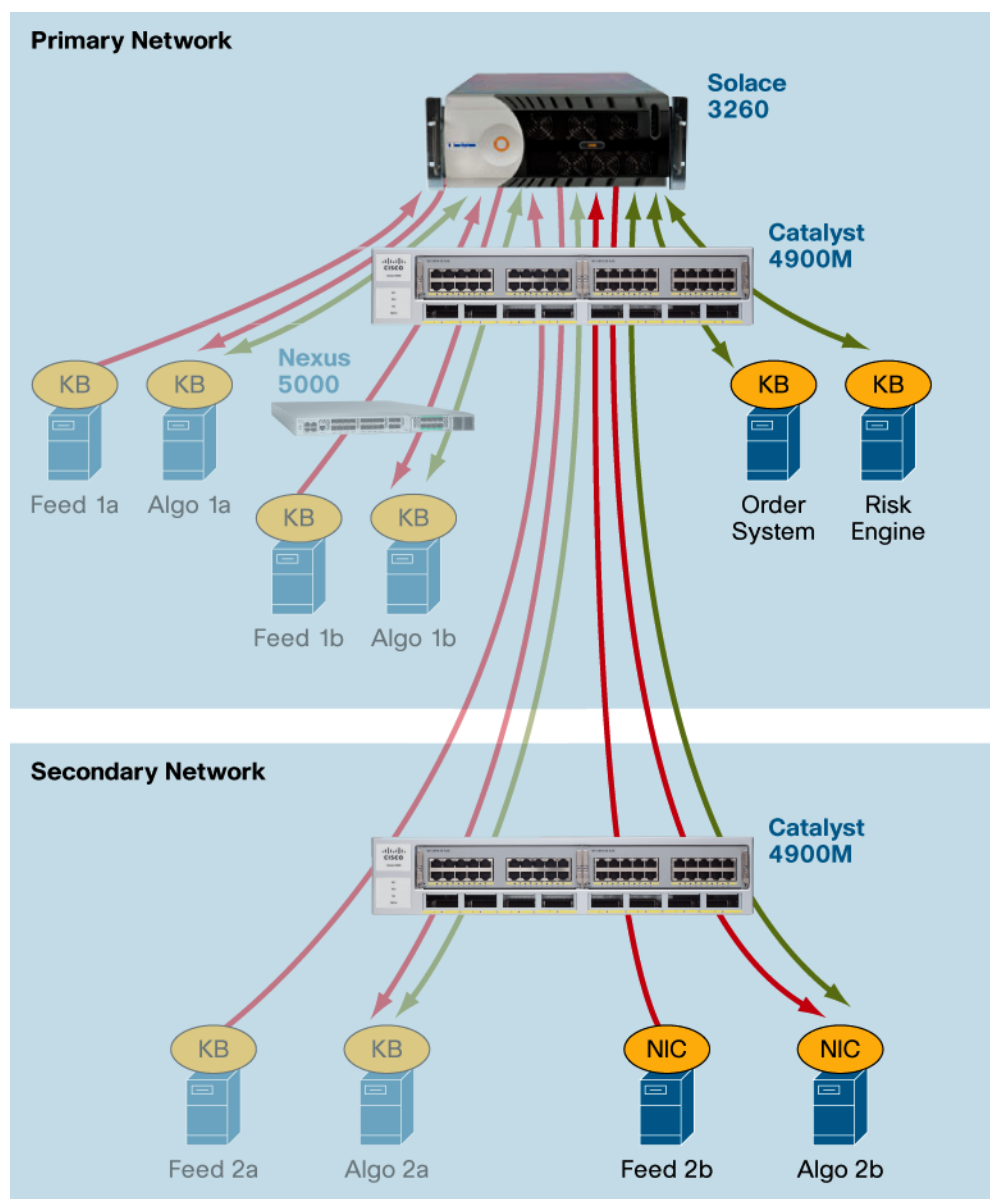 Primary Network
Solace
3260
Catalyst
4900M
CISCO
Nexus
5000
KB
KB
KB
KB
Feed 1a
Algo 1a
Order
System
Risk
Engine
KB
KB
Feed 1b
Algo 1b
Secondary Network
Catalyst
4900M
CISCO
KB
KB
NIC
NIC
Feed 2a
Algo 2a
Feed 2b
Algo 2b